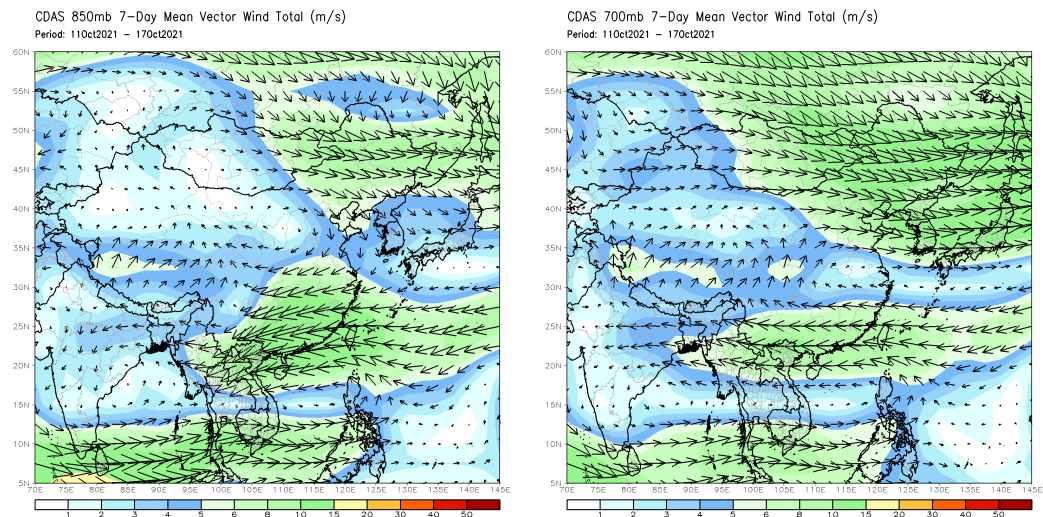 CDAS 850mb 7-Day Mean Vector Wind Total (m/s)
Period: 11Oct2021 - 17Oct2021
60N
55N
50N
45N
40N
35N
30N
25N
20N
15N
10N
5N
70E 75E 80E 85E 90E 95E 100E 105E 110E 115E 120E 125E 130E 135E 140E 145E
1 2 3 4 5 6 8 10 15 20 30 40 50
CDAS 700mb 7-Day Mean Vector Wind Total (m/s)
Period: 11Oct2021 - 17Oct2021
60N
55N
50N
45N
40N
35N
30N
25N
20N
15N
10N
5N
70E 75E 80E 85E 90E 95E 100E 105E 110E 115E 120E 125E 130E 135E 140E 145E
1 2 3 4 5 6 8 10 15 20 30 40 50